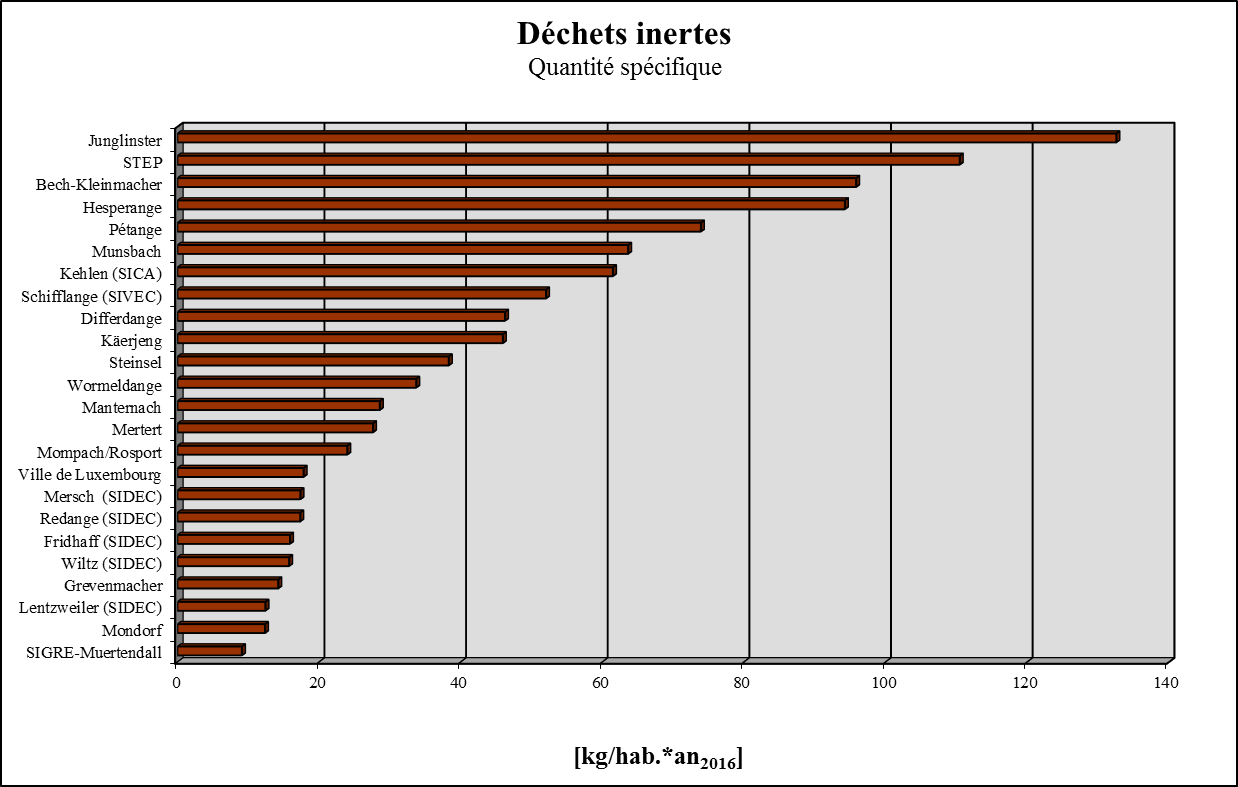 Déchets inertes
Quantité spécifique
Junglinster
STEP
Bech-Kleinmacher
Hesperange
Pétange
Munsbach
Kehlen (SICA)
Schifflange (SIVEC)
Differdange
Käerjeng
Steinsel
Wormeldange
Manternach
Mertert
Mompach/Rosport
Ville de Luxembourg
Mersch  (SIDEC)
Redange (SIDEC)
Fridhaff (SIDEC)
Wiltz (SIDEC)
Grevenmacher
Lentzweiler (SIDEC)
Mondorf
SIGRE-Muertendall
0 20 40 60 80 100 120 140
[kg/hab.*an2016]